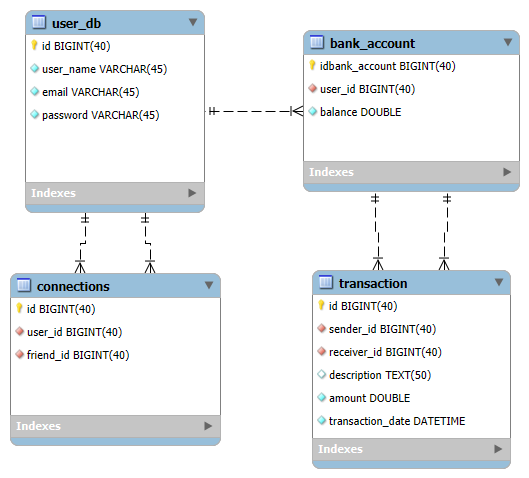 user_db
id BIGINT(40)
user_name VARCHAR(45)
email VARCHAR(45)
password VARCHAR(45)
Indexes
bank_account
idbank_account BIGINT(40)
user_id BIGINT(40)
balance DOUBLE
Indexes
connections
id BIGINT(40)
user_id BIGINT(40)
friend_id BIGINT(40)
Indexes
transaction
id BIGINT(40)
sender_id BIGINT(40)
receiver_id BIGINT(40)
description TEXT(50)
amount DOUBLE
transaction_date DATETIME
Indexes